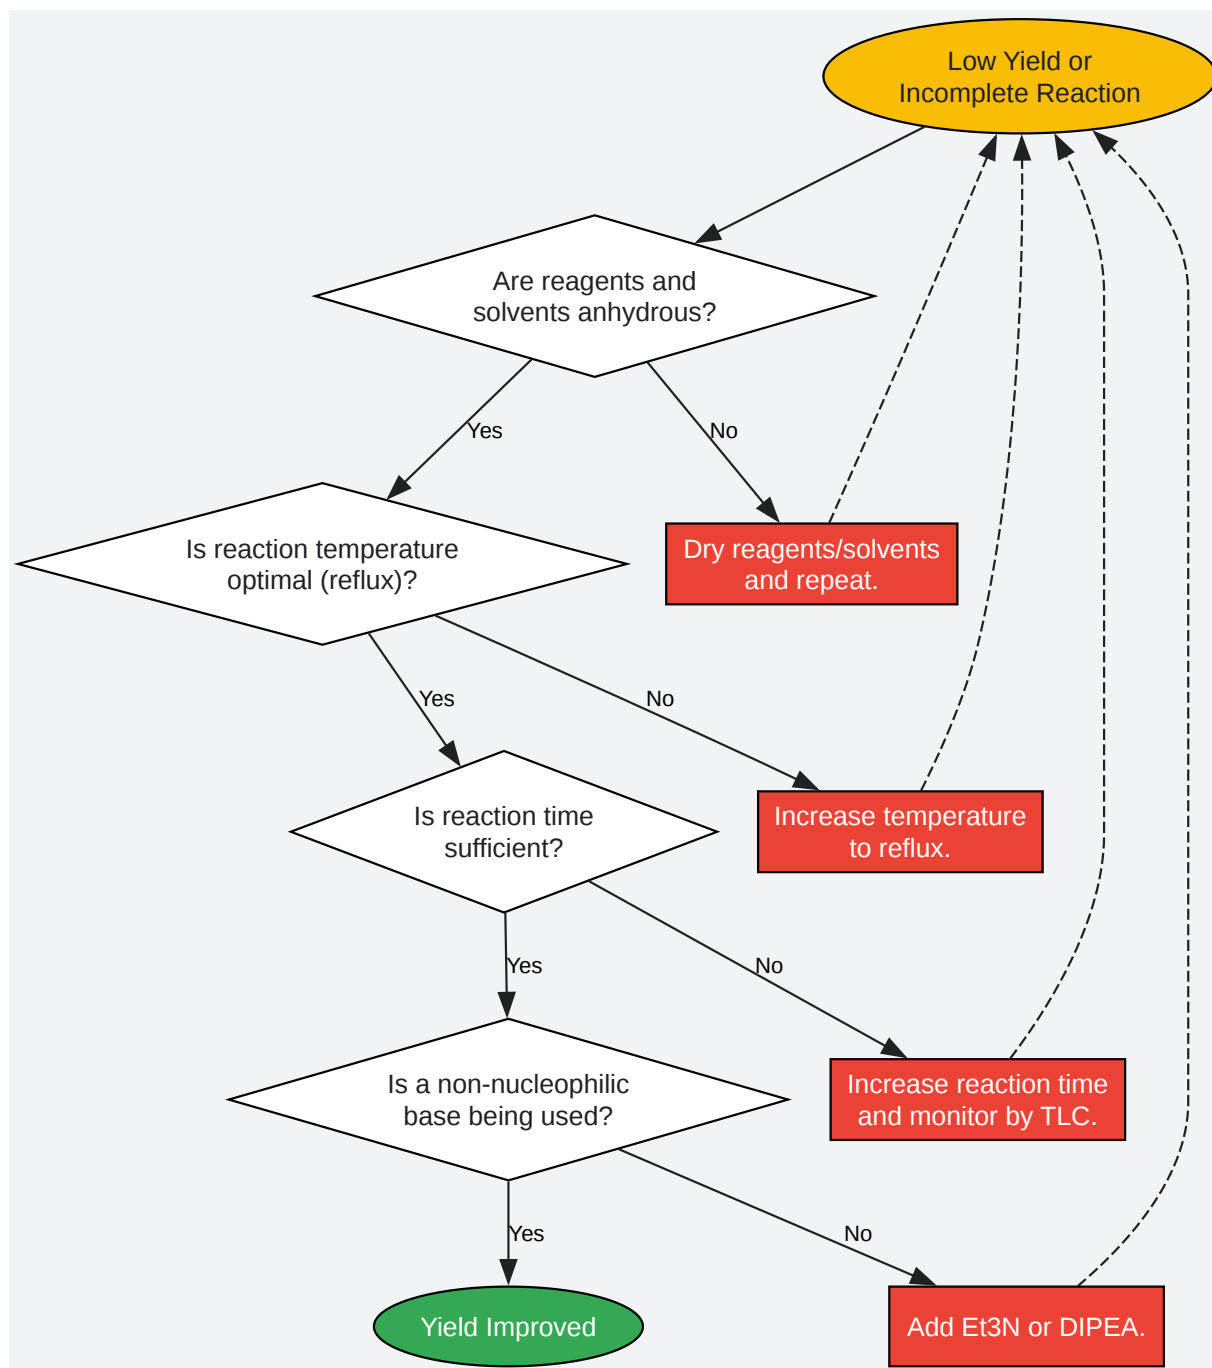 Low Yield or
Incomplete Reaction
Are reagents and
solvents anhydrous?
Yes
No
Is reaction temperature
optimal (reflux)?
Dry reagents/solvents
and repeat.
Yes
No
Is reaction time
sufficient?
Increase temperature
to reflux.
Yes
No
Is a non-nucleophilic
base being used?
Increase reaction time
and monitor by TLC.
Yes
No
Yield Improved
Add Et3N or DIPEA.